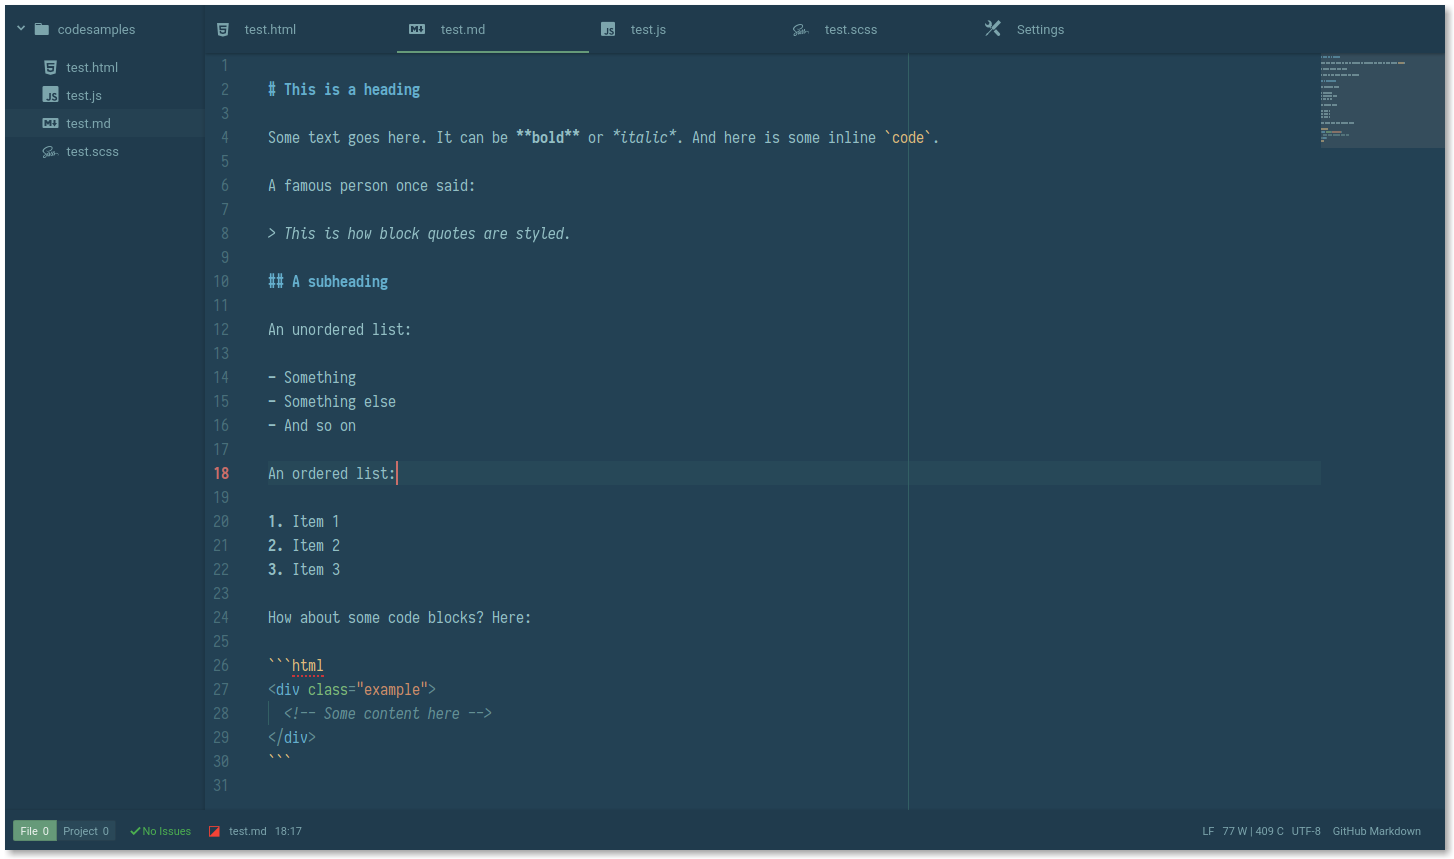 codesamples
test.html
test.js
test.md
test.scss
test.html
test.md
test.js
test.scss
Settings
1
2 # This is a heading
3
4 Some text goes here. It can be **bold** or *italic*. And here is some inline `code`.
5
6 A famous person once said:
7
8 > This is how block quotes are styled.
9
10 ## A subheading
11
12 An unordered list:
13
14 - Something
15 - Something else
16 - And so on
17
18 An ordered list:
19
20 1. Item 1
21 2. Item 2
22 3. Item 3
23
24 How about some code blocks? Here:
25
26 ```html
27 <div class="example">
28   <!-- Some content here -->
29 </div>
30 ```
31
File 0 Project 0 No Issues test.md 18:17 LF 77 W | 409 C UTF-8 GitHub Markdown